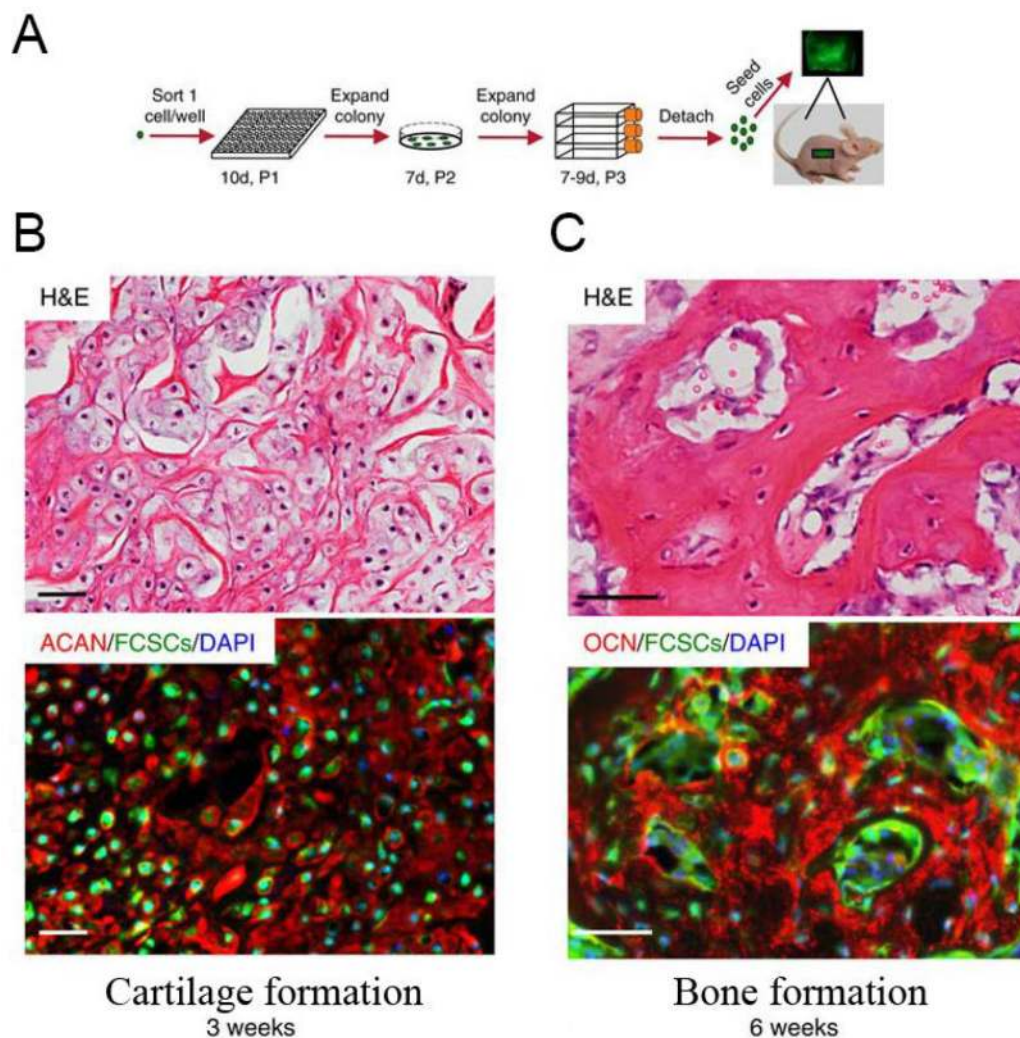 A
Sort 1
cell/well
Expand
colony
Expand
colony
Detach
Seed
cells
10d, P1
7d, P2
7-9d, P3
B
H&E
ACAN/FCSCs/DAPI
Cartilage formation
3 weeks
C
H&E
OCN/FCSCs/DAPI
Bone formation
6 weeks